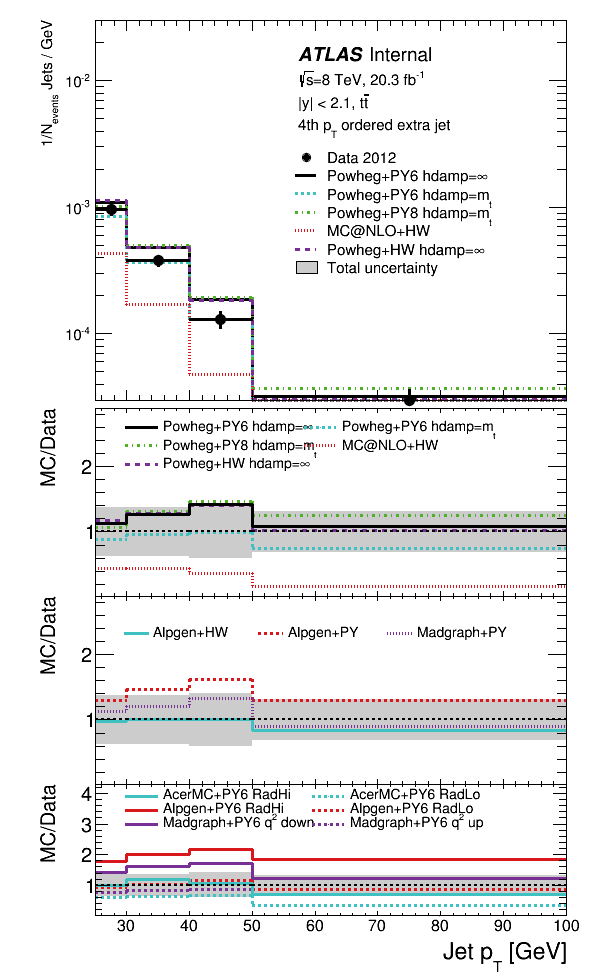 1/N_events Jets / GeV
10^-2
10^-3
10^-4
ATLAS Internal
√s=8 TeV, 20.3 fb^-1
|y| < 2.1, tt̄
4th p_T ordered extra jet
Data 2012
Powheg+PY6 hdamp=∞
Powheg+PY6 hdamp=m_t
Powheg+PY8 hdamp=m_t
MC@NLO+HW
Powheg+HW hdamp=∞
Total uncertainty
MC/Data
2
1
Powheg+PY6 hdamp=∞ Powheg+PY6 hdamp=m_t
Powheg+PY8 hdamp=m_t MC@NLO+HW
Powheg+HW hdamp=∞
MC/Data
2
1
Alpgen+HW Alpgen+PY Madgraph+PY
MC/Data
4
3
2
1
AcerMC+PY6 RadHi AcerMC+PY6 RadLo
Alpgen+PY6 RadHi Alpgen+PY6 RadLo
Madgraph+PY6 q^2 down Madgraph+PY6 q^2 up
30 40 50 60 70 80 90 100
Jet p_T [GeV]